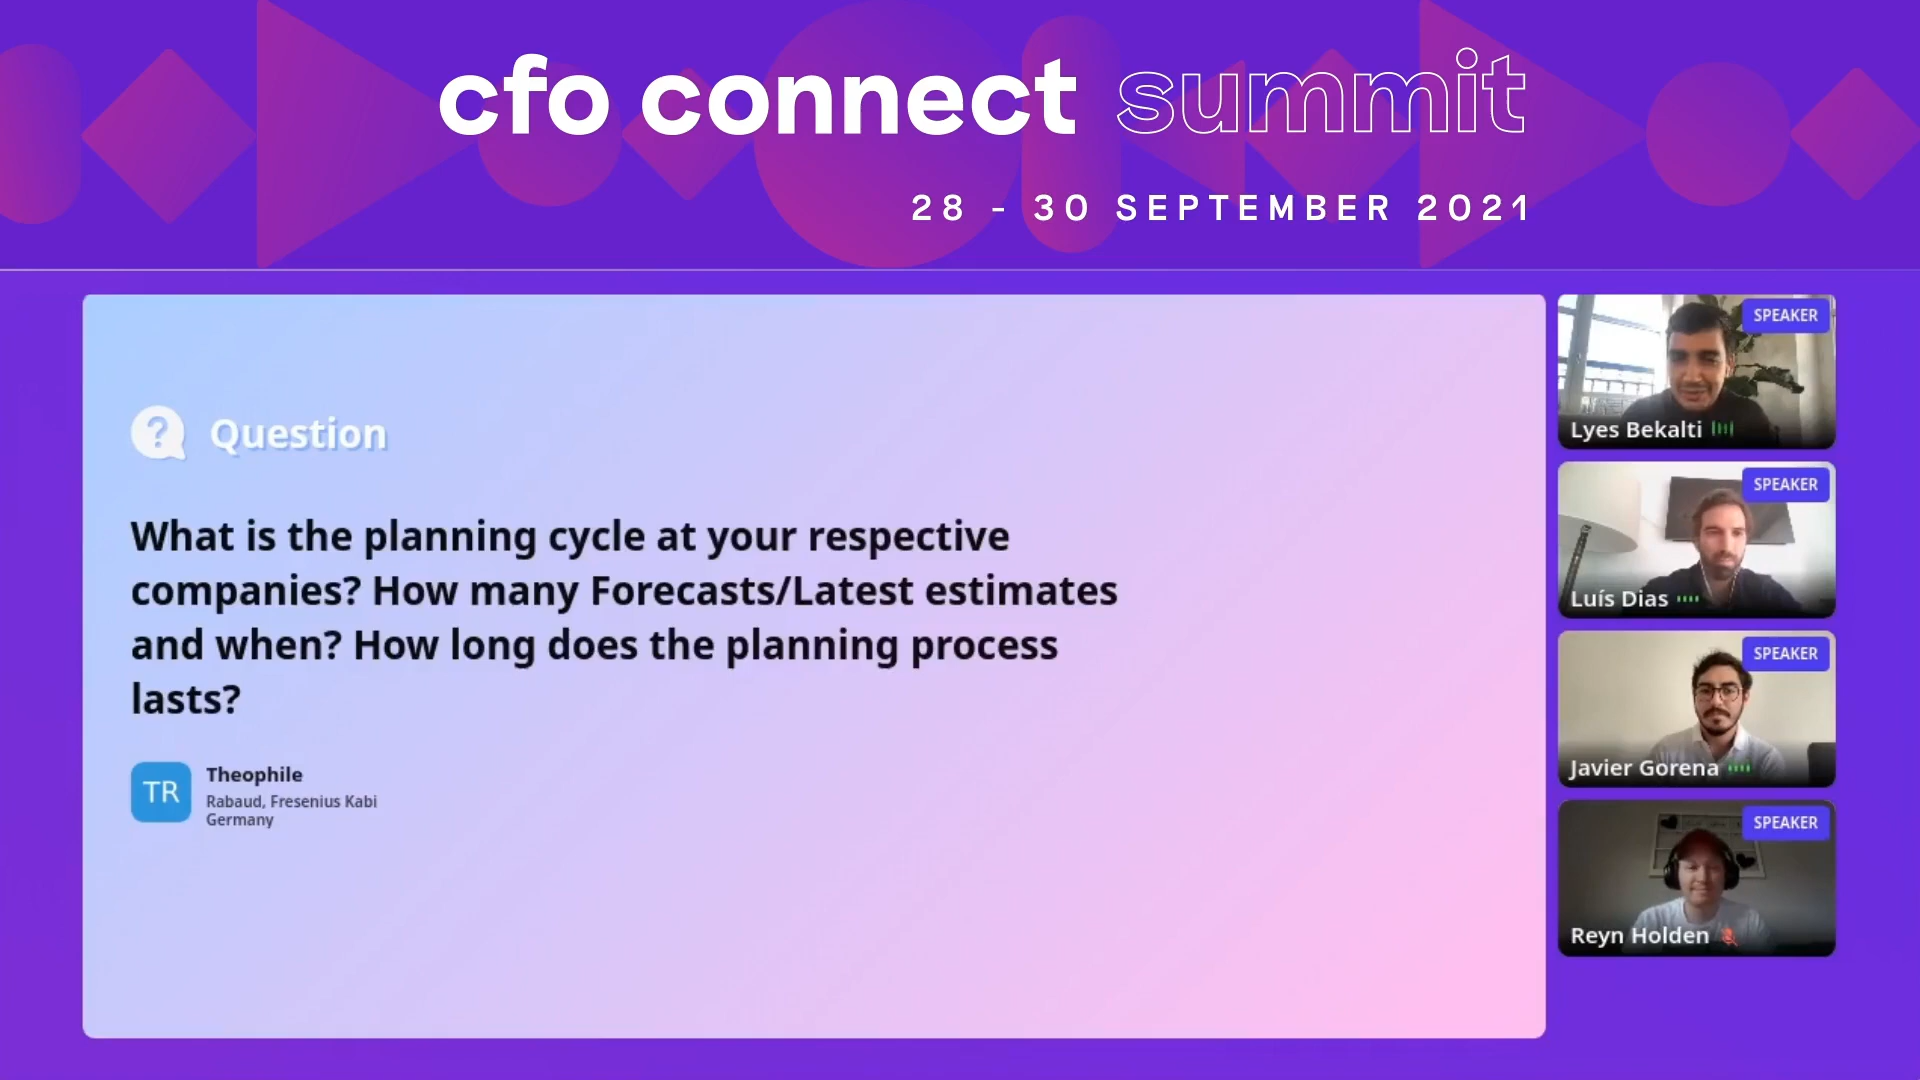 cfo connect summit
28 - 30 SEPTEMBER 2021
Question
What is the planning cycle at your respective
companies? How many Forecasts/Latest estimates
and when? How long does the planning process
lasts?
TR
Theophile
Rabaud, Fresenius Kabi
Germany
SPEAKER
Lyes Bekalti
SPEAKER
Luís Dias
SPEAKER
Javier Gorena
SPEAKER
Reyn Holden